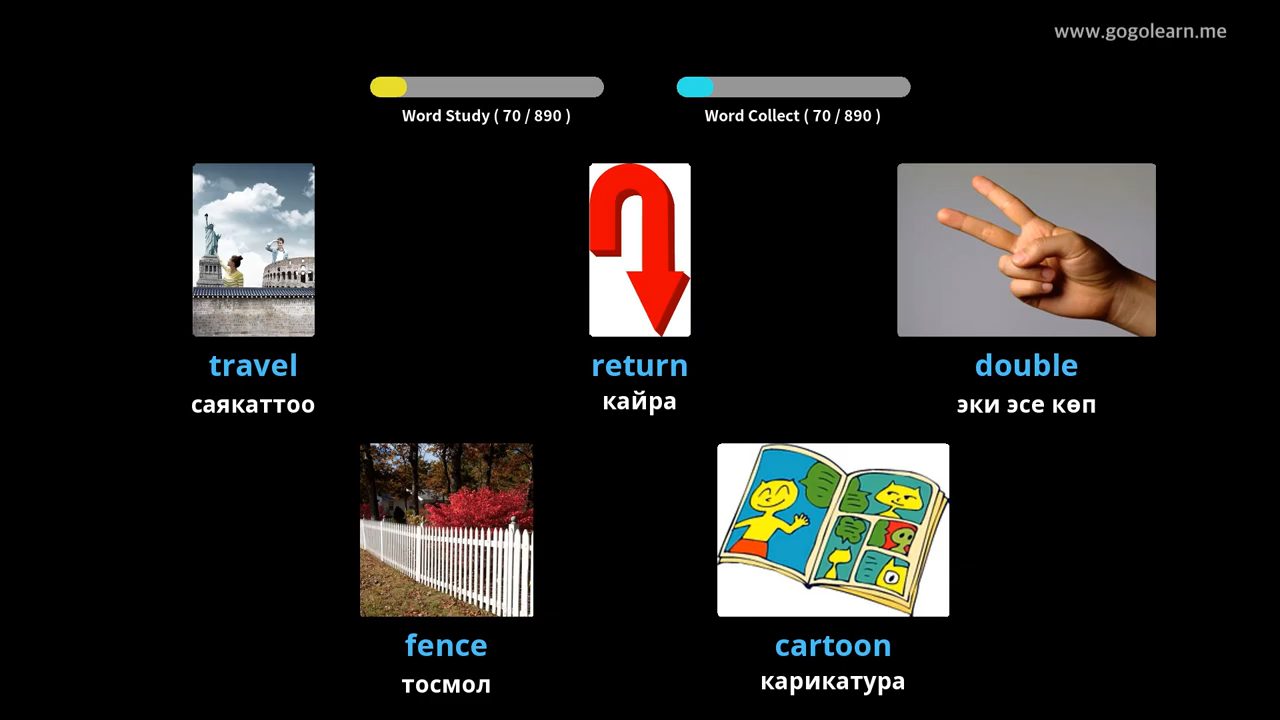 www.gogolearn.me
Word Study ( 70 / 890 )
Word Collect ( 70 / 890 )
travel
саякаттоо
return
кайра
double
эки эсе көп
fence
тосмол
cartoon
карикатура